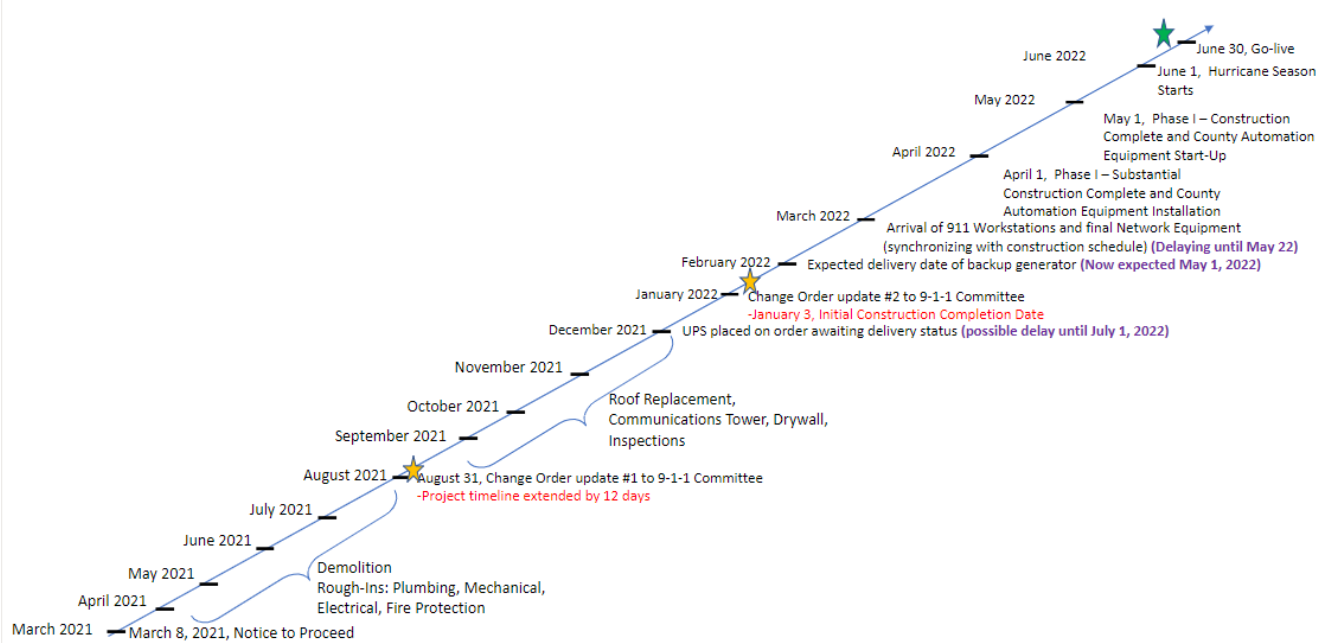 June 2022
June 30, Go-live
June 1,  Hurricane Season
Starts
May 2022
May 1,  Phase I – Construction
Complete and County Automation
Equipment Start-Up
April 2022
April 1,  Phase I – Substantial
Construction Complete and County
Automation Equipment Installation
March 2022
Arrival of 911 Workstations and final Network Equipment
(synchronizing with construction schedule) (Delaying until May 22)
February 2022
Expected delivery date of backup generator (Now expected May 1, 2022)
January 2022
Change Order update #2 to 9-1-1 Committee
-January 3, Initial Construction Completion Date
December 2021
UPS placed on order awaiting delivery status (possible delay until July 1, 2022)
November 2021
Roof Replacement,
Communications Tower, Drywall,
Inspections
October 2021
September 2021
August 2021
August 31, Change Order update #1 to 9-1-1 Committee
-Project timeline extended by 12 days
July 2021
June 2021
Demolition
Rough-Ins: Plumbing, Mechanical,
Electrical, Fire Protection
May 2021
April 2021
March 2021
March 8, 2021, Notice to Proceed